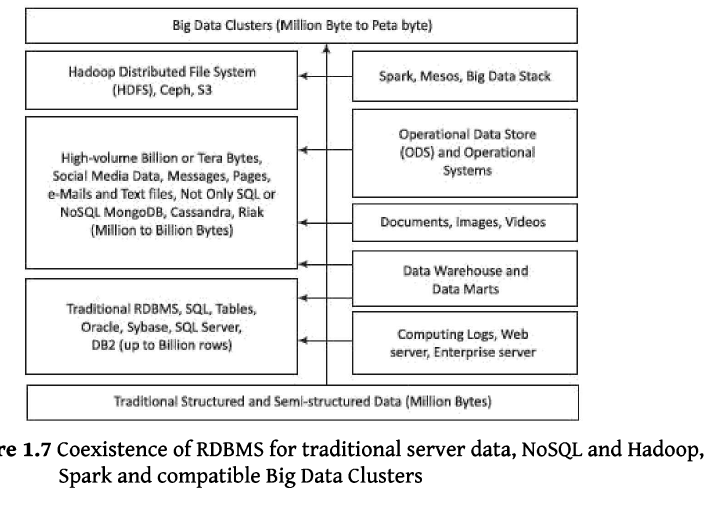 Big Data Clusters (Million Byte to Peta byte)
Hadoop Distributed File System
(HDFS), Ceph, S3
Spark, Mesos, Big Data Stack
High-volume Billion or Tera Bytes,
Social Media Data, Messages, Pages,
e-Mails and Text files, Not Only SQL or
NoSQL MongoDB, Cassandra, Riak
(Million to Billion Bytes)
Operational Data Store
(ODS) and Operational
Systems
Documents, Images, Videos
Data Warehouse and
Data Marts
Traditional RDBMS, SQL, Tables,
Oracle, Sybase, SQL Server,
DB2 (up to Billion rows)
Computing Logs, Web
server, Enterprise server
Traditional Structured and Semi-structured Data (Million Bytes)
re 1.7 Coexistence of RDBMS for traditional server data, NoSQL and Hadoop,
Spark and compatible Big Data Clusters